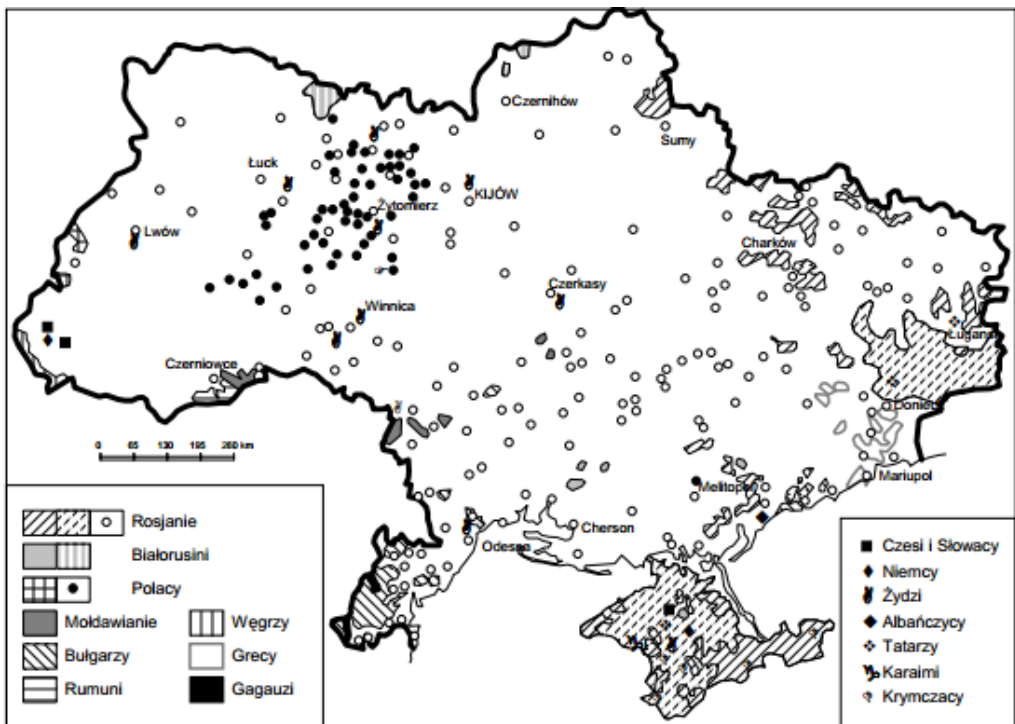 Czernihów
Sumy
Łuck
KIJÓW
Żytomierz
Lwów
Charków
Czerkasy
Winnica
Ługańsk
Czerniowce
Donieck
0 65 130 195 260 km
Mariupol
Melitopol
Cherson
Odessa
Rosjanie
Białorusini
Polacy
Mołdawianie
Węgrzy
Bułgarzy
Grecy
Rumuni
Gagauzi
Czesi i Słowacy
Niemcy
Żydzi
Albańczycy
Tatarzy
Karaimi
Krymczacy